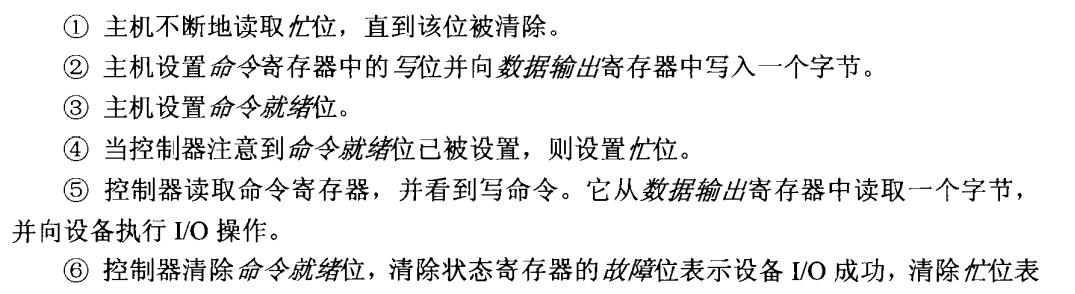 ① 主机不断地读取忙位，直到该位被清除。
② 主机设置命令寄存器中的写位并向数据输出寄存器中写入一个字节。
③ 主机设置命令就绪位。
④ 当控制器注意到命令就绪位已被设置，则设置忙位。
⑤ 控制器读取命令寄存器，并看到写命令。它从数据输出寄存器中读取一个字节，
并向设备执行 I/O 操作。
⑥ 控制器清除命令就绪位，清除状态寄存器的故障位表示设备 I/O 成功，清除忙位表